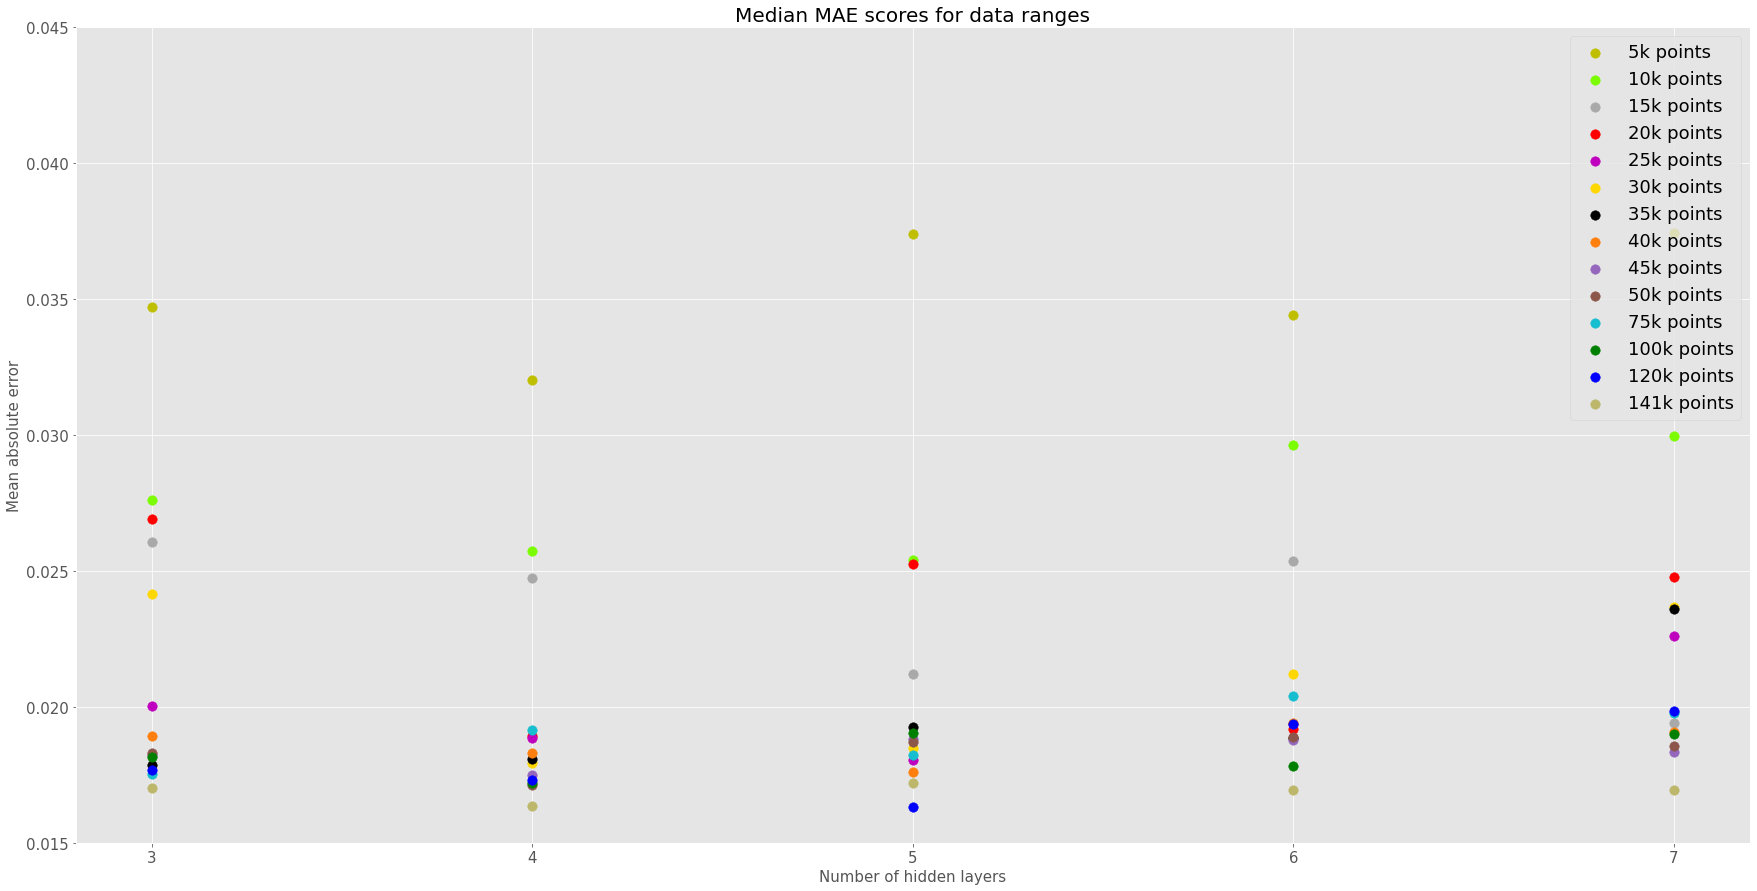 Median MAE scores for data ranges
0.045
0.040
0.035
0.030
0.025
0.020
0.015
Mean absolute error
3
4
5
6
7
Number of hidden layers
5k points
10k points
15k points
20k points
25k points
30k points
35k points
40k points
45k points
50k points
75k points
100k points
120k points
141k points